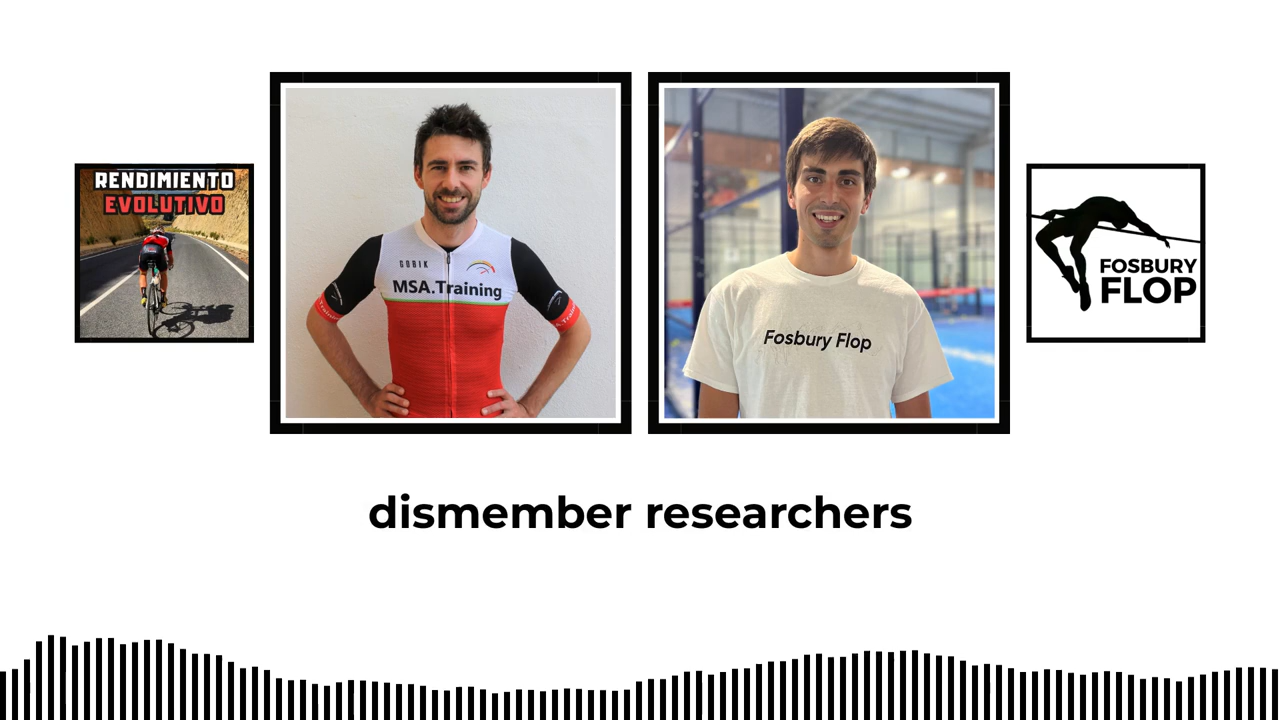 RENDIMIENTO
EVOLUTIVO
GOBIK
MSA.Training
Fosbury Flop
FOSBURY
FLOP
dismember researchers